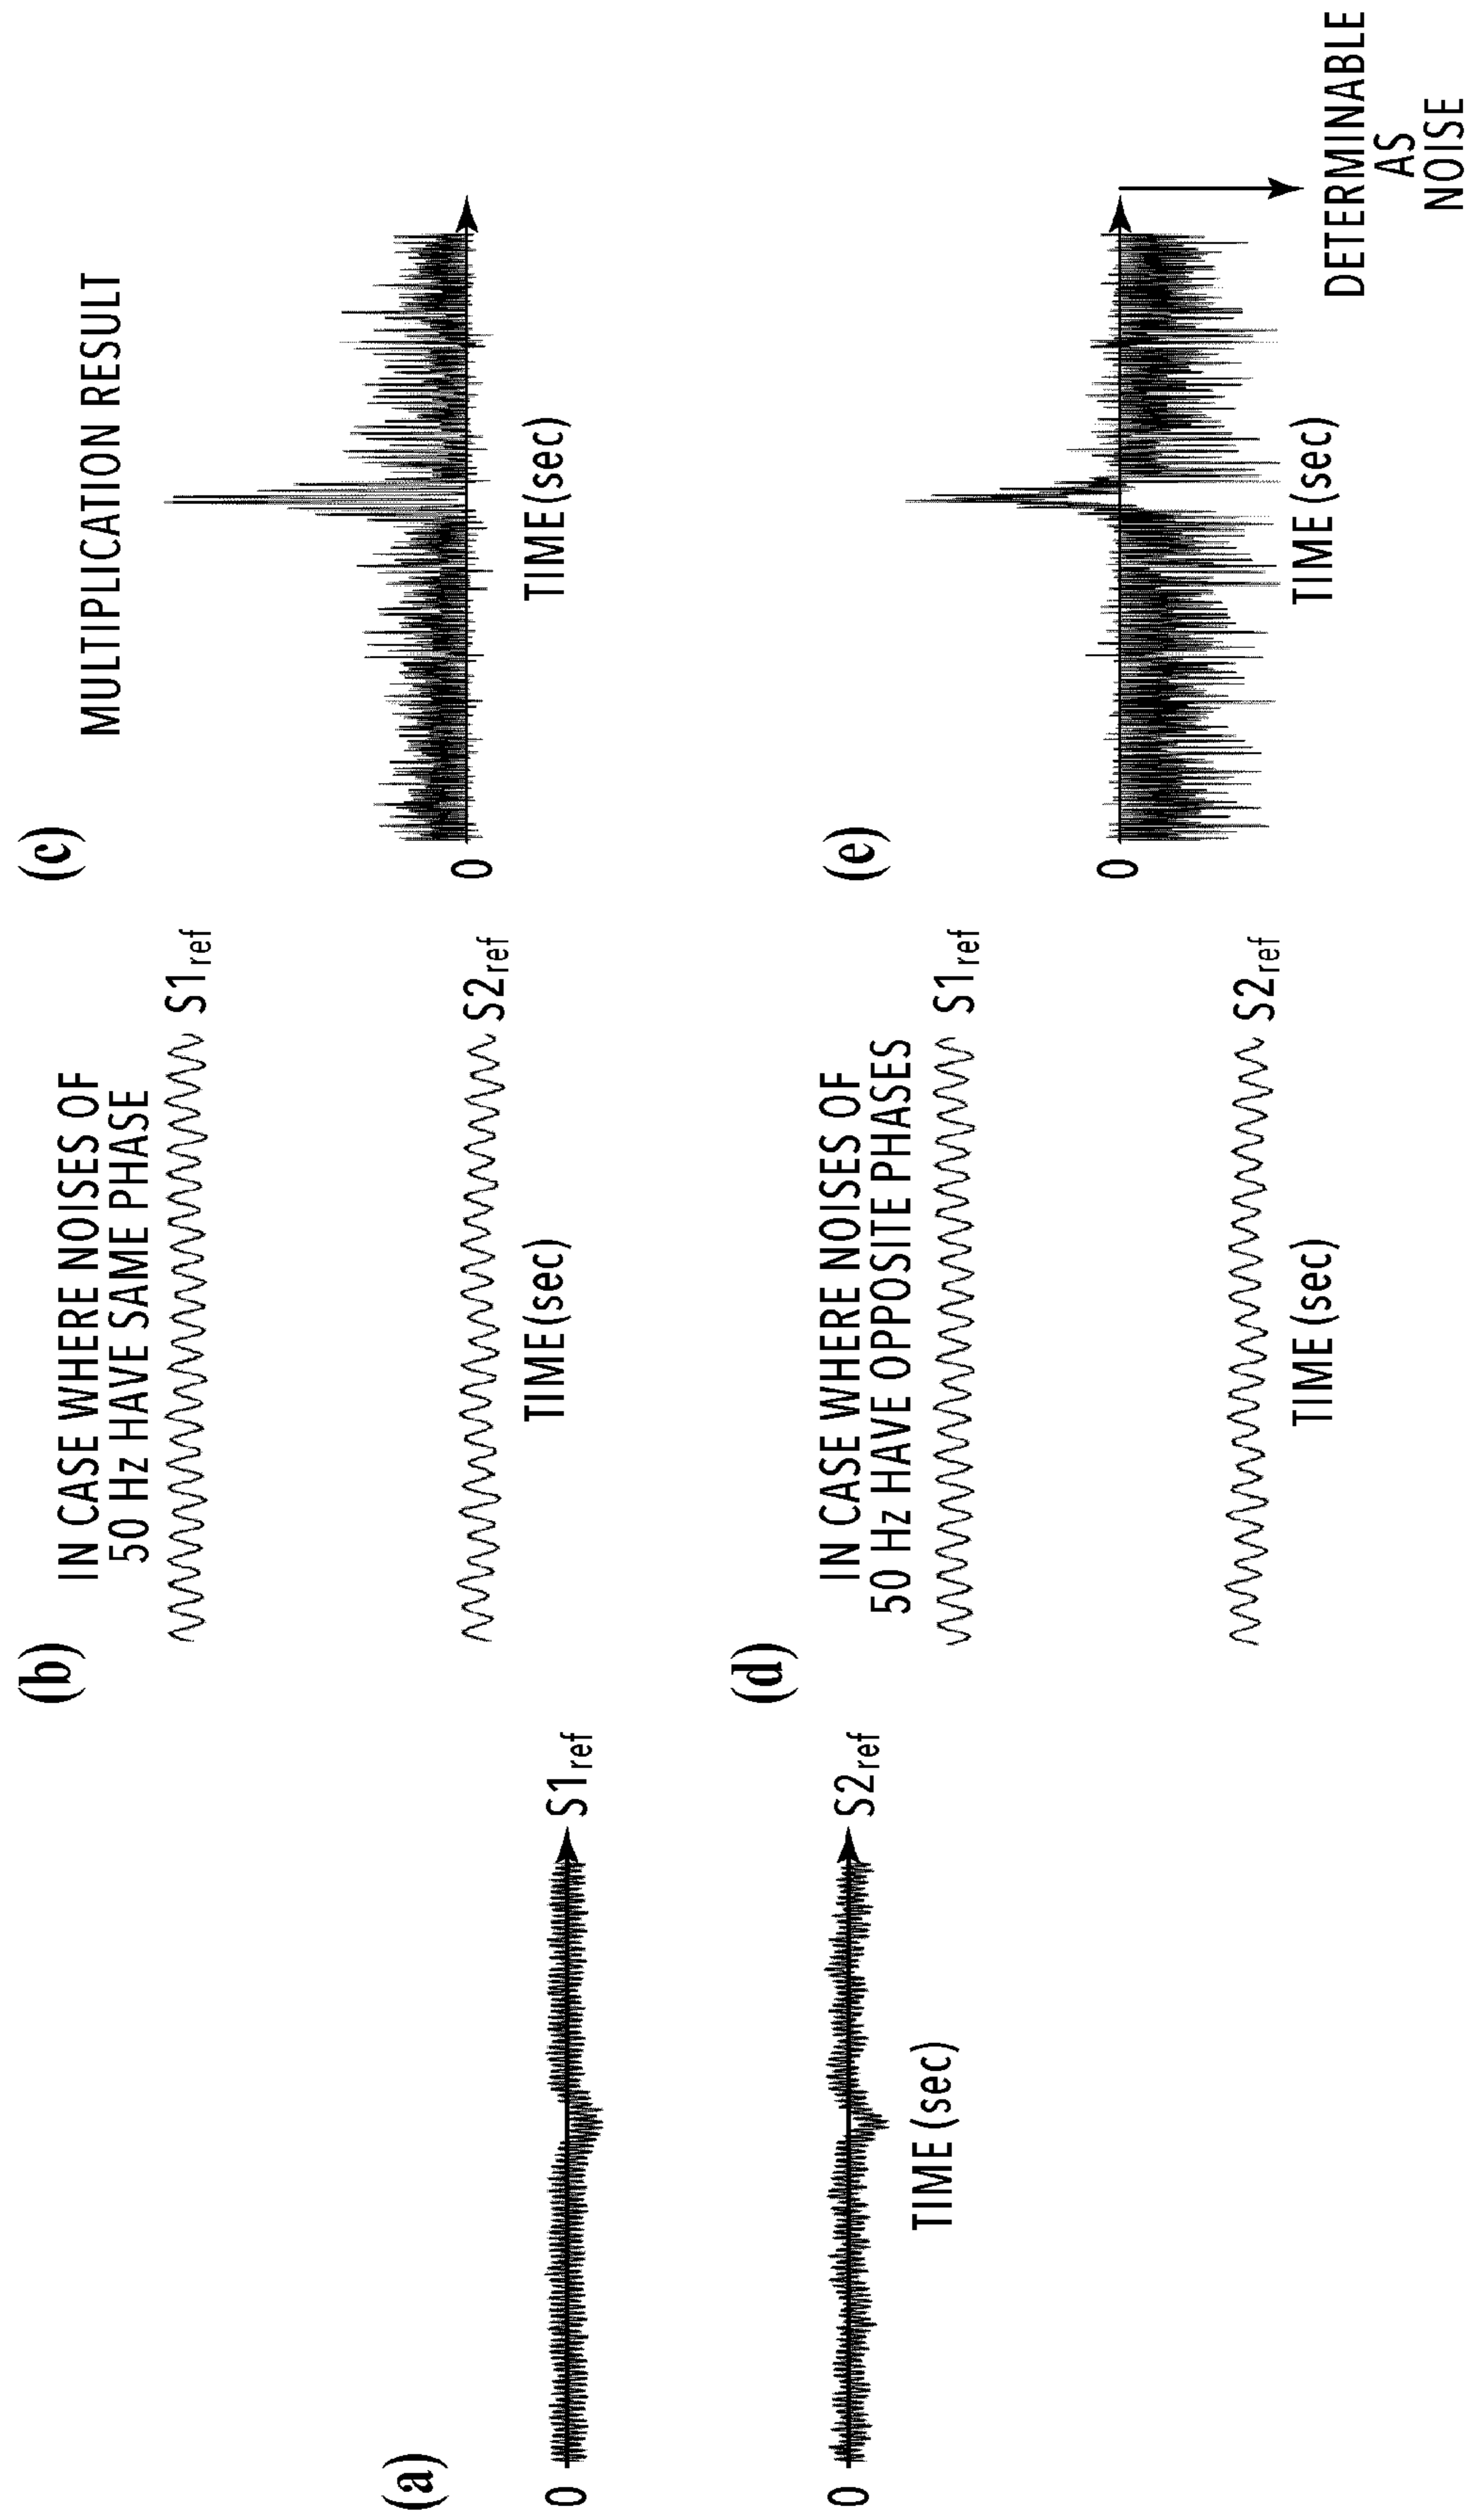 (a)
0
S1ref
0
S2ref
TIME (sec)
(b)
IN CASE WHERE NOISES OF
50 Hz HAVE SAME PHASE
S1ref
S2ref
TIME (sec)
(c)
MULTIPLICATION RESULT
0
TIME (sec)
(d)
IN CASE WHERE NOISES OF
50 Hz HAVE OPPOSITE PHASES
S1ref
S2ref
TIME (sec)
(e)
0
TIME (sec)
DETERMINABLE
AS
NOISE